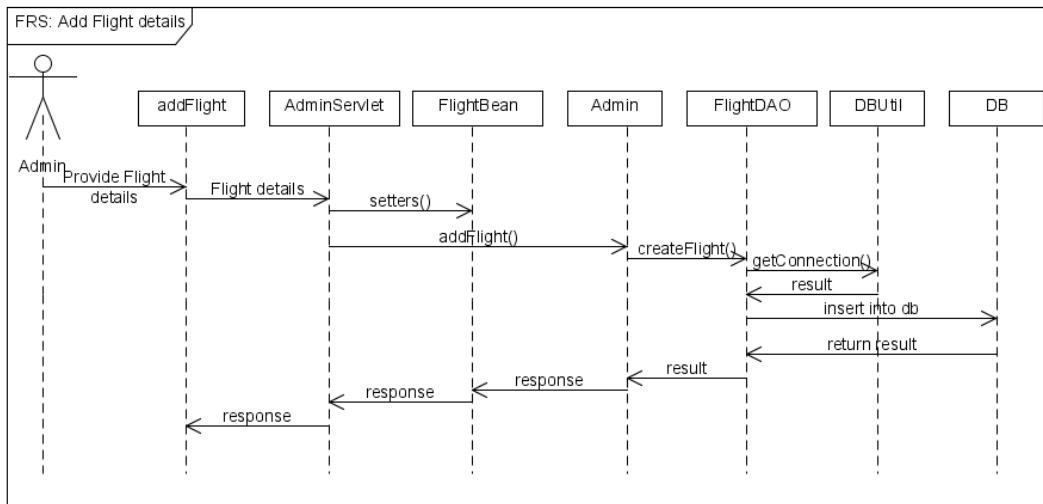 FRS: Add Flight details
addFlight
AdminServlet
FlightBean
Admin
FlightDAO
DBUtil
DB
Admin
Provide Flight
details
Flight details
setters()
addFlight()
createFlight()
getConnection()
result
insert into db
return result
result
response
response
response